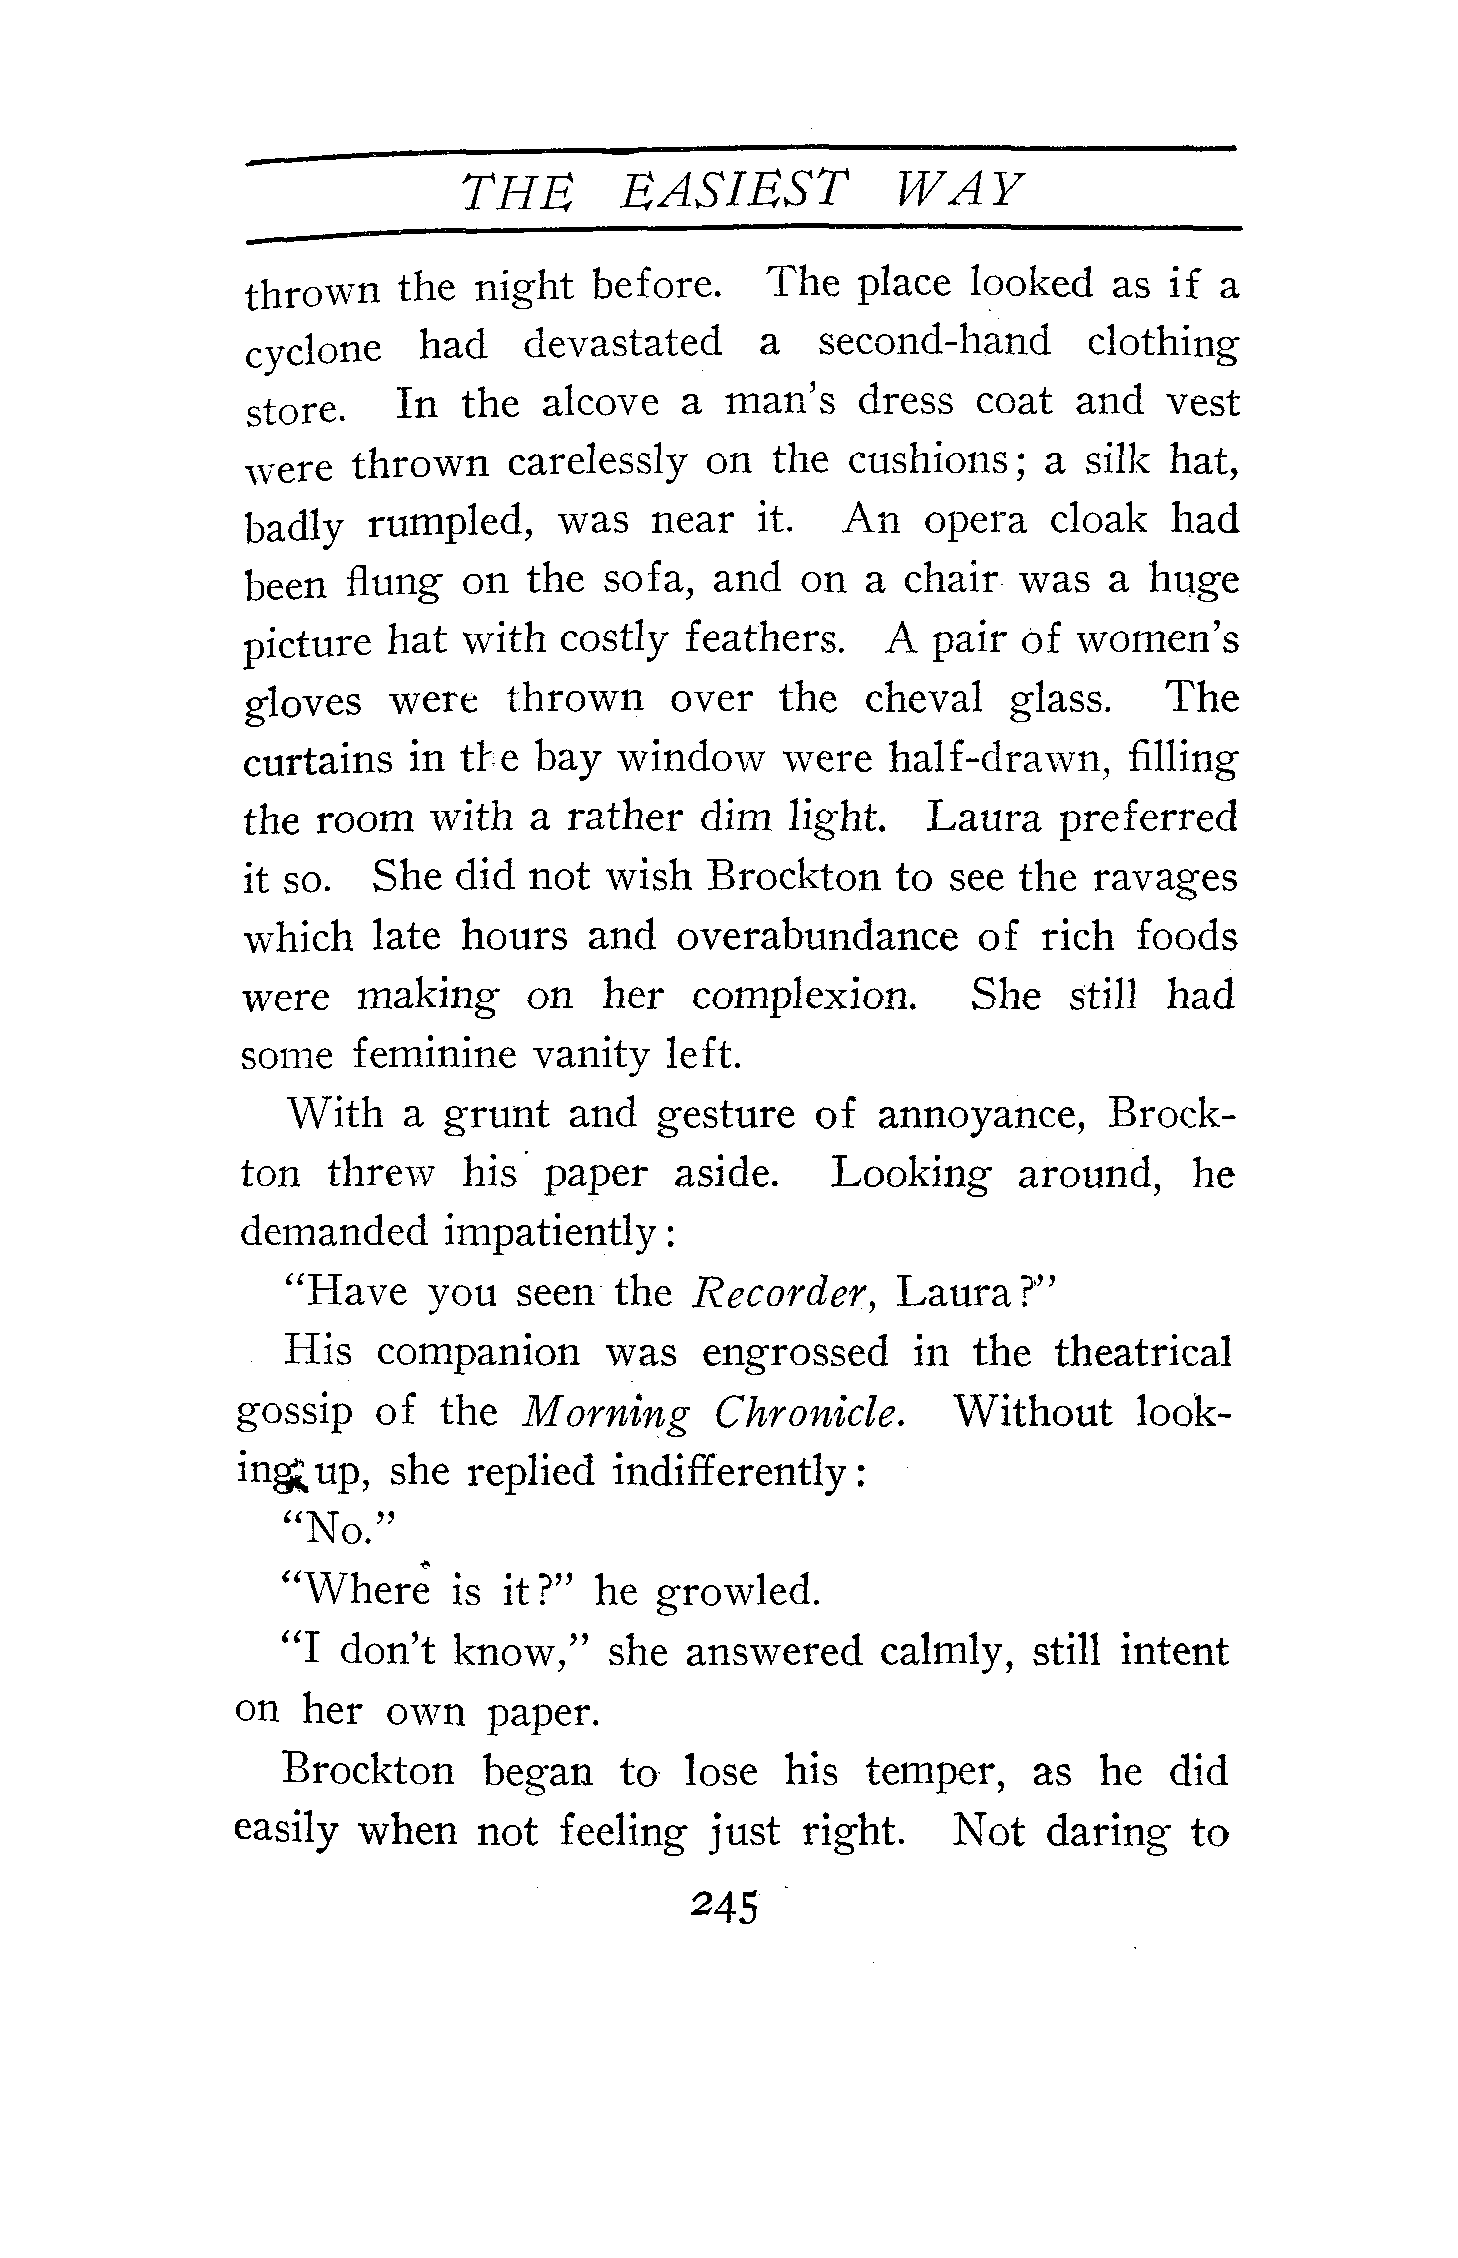 THE EASIEST WAY
thrown the night before. The place looked as if a
cyclone had devastated a second-hand clothing
store. In the alcove a man's dress coat and vest
were thrown carelessly on the cushions; a silk hat,
badly rumpled, was near it. An opera cloak had
been flung on the sofa, and on a chair was a huge
picture hat with costly feathers. A pair of women's
gloves were thrown over the cheval glass. The
curtains in the bay window were half-drawn, filling
the room with a rather dim light. Laura preferred
it so. She did not wish Brockton to see the ravages
which late hours and overabundance of rich foods
were making on her complexion. She still had
some feminine vanity left.
With a grunt and gesture of annoyance, Brock-
ton threw his paper aside. Looking around, he
demanded impatiently:
"Have you seen the Recorder, Laura?"
His companion was engrossed in the theatrical
gossip of the Morning Chronicle. Without look-
ing up, she replied indifferently:
"No."
"Where is it?" he growled.
"I don't know," she answered calmly, still intent
on her own paper.
Brockton began to lose his temper, as he did
easily when not feeling just right. Not daring to
245